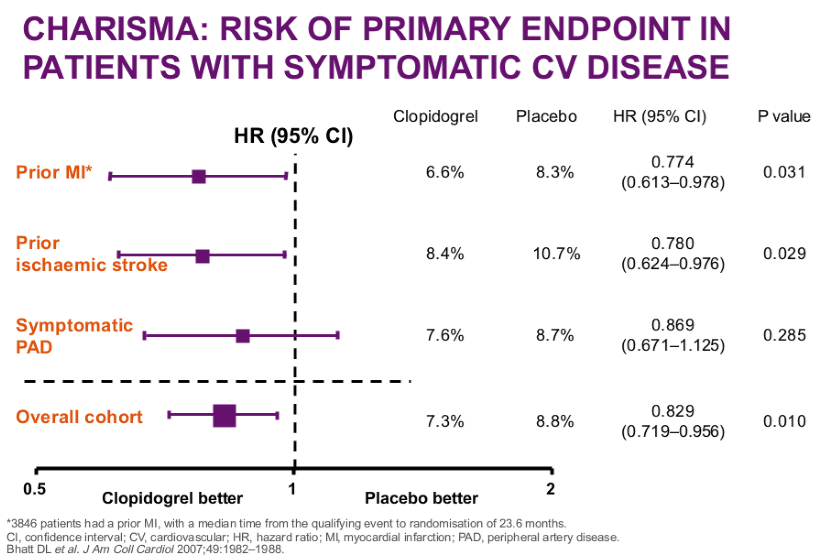 CHARISMA: RISK OF PRIMARY ENDPOINT IN
PATIENTS WITH SYMPTOMATIC CV DISEASE
HR (95% CI)
Clopidogrel Placebo HR (95% CI) P value
Prior MI* 6.6% 8.3% 0.774 0.031
(0.613–0.978)
Prior
ischaemic stroke 8.4% 10.7% 0.780 0.029
(0.624–0.976)
Symptomatic
PAD 7.6% 8.7% 0.869 0.285
(0.671–1.125)
Overall cohort 7.3% 8.8% 0.829 0.010
(0.719–0.956)
0.5 1 2
Clopidogrel better Placebo better
*3846 patients had a prior MI, with a median time from the qualifying event to randomisation of 23.6 months.
CI, confidence interval; CV, cardiovascular; HR, hazard ratio; MI, myocardial infarction; PAD, peripheral artery disease.
Bhatt DL et al. J Am Coll Cardiol 2007;49:1982–1988.